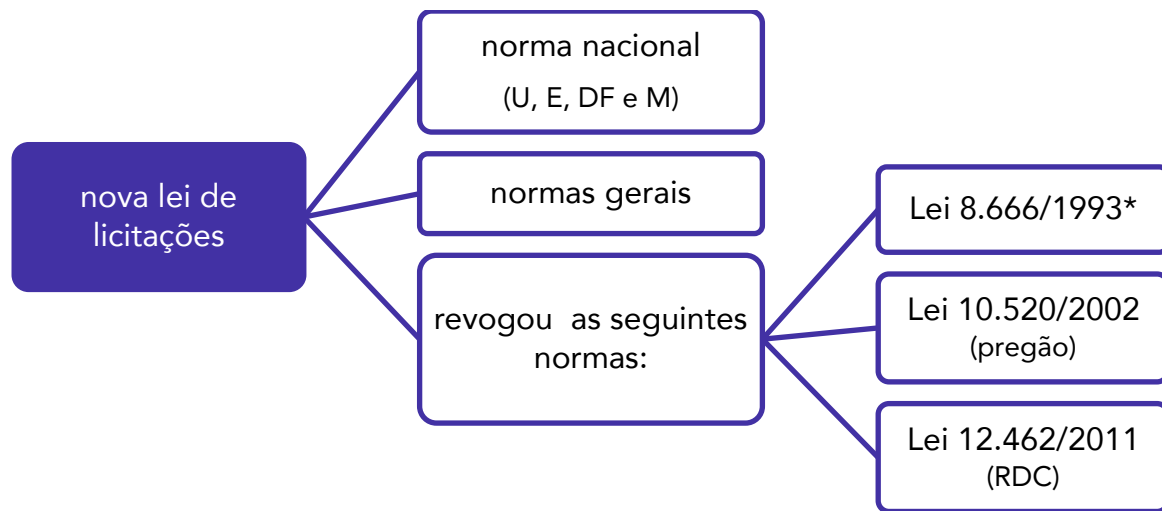 nova lei de
licitações
norma nacional
(U, E, DF e M)
normas gerais
revogou as seguintes
normas:
Lei 8.666/1993*
Lei 10.520/2002
(pregão)
Lei 12.462/2011
(RDC)